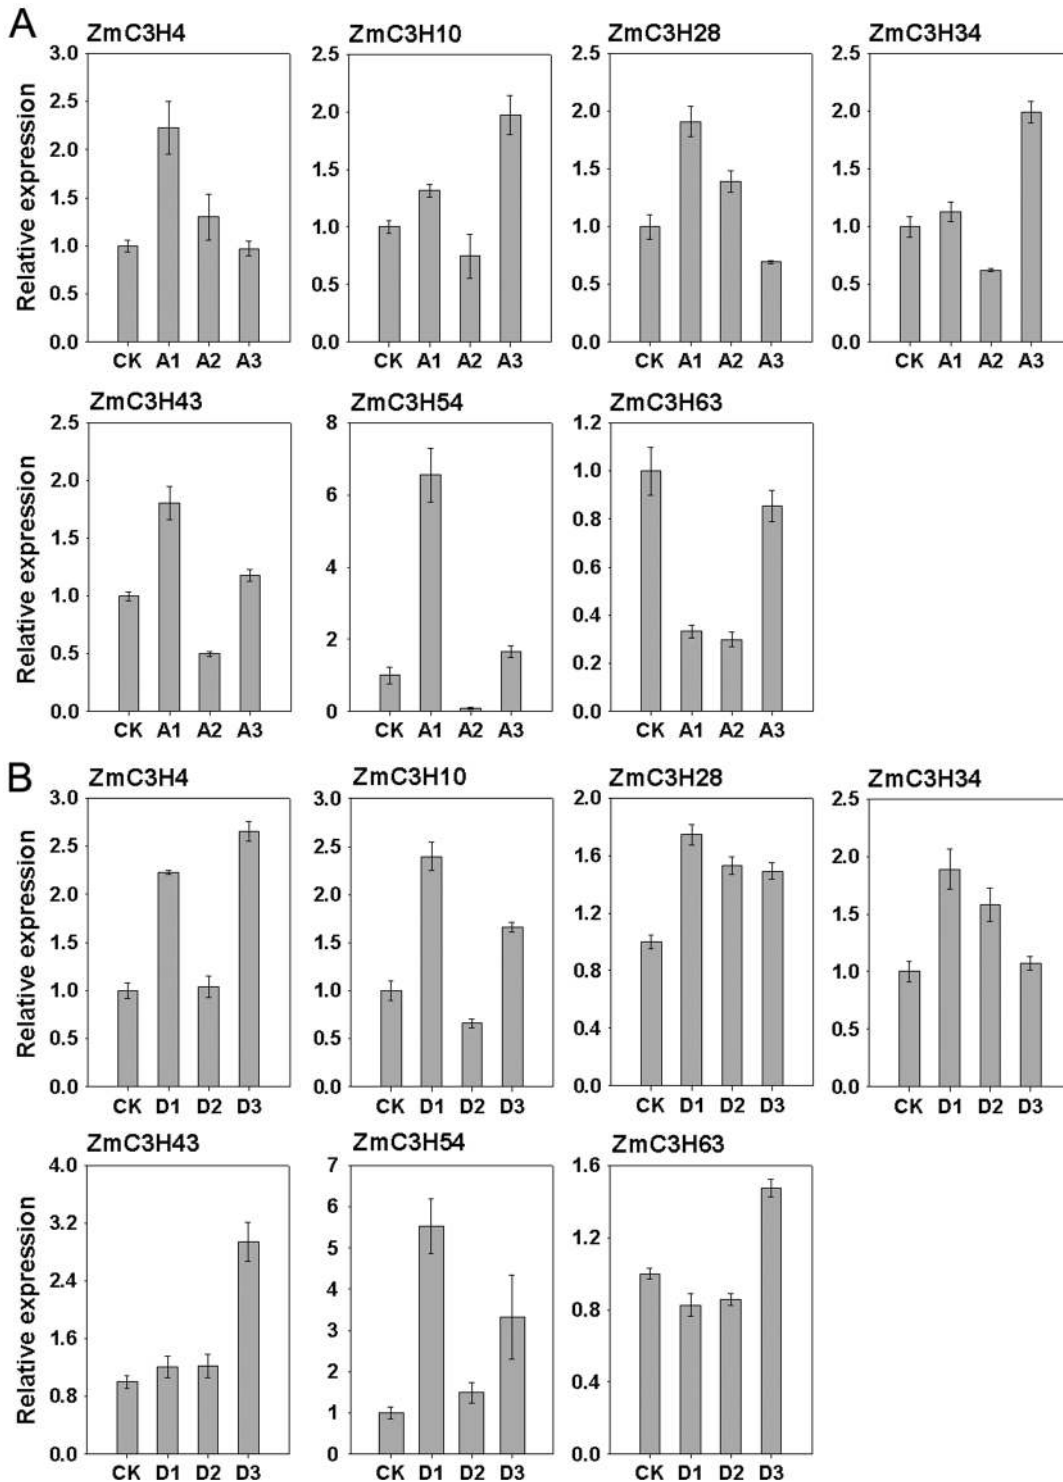 A
ZmC3H4 ZmC3H10 ZmC3H28 ZmC3H34
Relative expression
3.0 2.5 2.0 1.5 1.0 0.5 0.0
2.5 2.0 1.5 1.0 0.5 0.0
2.5 2.0 1.5 1.0 0.5 0.0
2.5 2.0 1.5 1.0 0.5 0.0
CK A1 A2 A3 CK A1 A2 A3 CK A1 A2 A3 CK A1 A2 A3
ZmC3H43 ZmC3H54 ZmC3H63
Relative expression
2.5 2.0 1.5 1.0 0.5 0.0
8 6 4 2 0
1.2 1.0 0.8 0.6 0.4 0.2 0.0
CK A1 A2 A3 CK A1 A2 A3 CK A1 A2 A3
B
ZmC3H4 ZmC3H10 ZmC3H28 ZmC3H34
Relative expression
3.0 2.5 2.0 1.5 1.0 0.5 0.0
3.0 2.5 2.0 1.5 1.0 0.5 0.0
2.0 1.6 1.2 0.8 0.4 0.0
2.5 2.0 1.5 1.0 0.5 0.0
CK D1 D2 D3 CK D1 D2 D3 CK D1 D2 D3 CK D1 D2 D3
ZmC3H43 ZmC3H54 ZmC3H63
Relative expression
4.0 3.2 2.4 1.6 0.8 0.0
7 6 5 4 3 2 1 0
1.6 1.2 0.8 0.4 0.0
CK D1 D2 D3 CK D1 D2 D3 CK D1 D2 D3